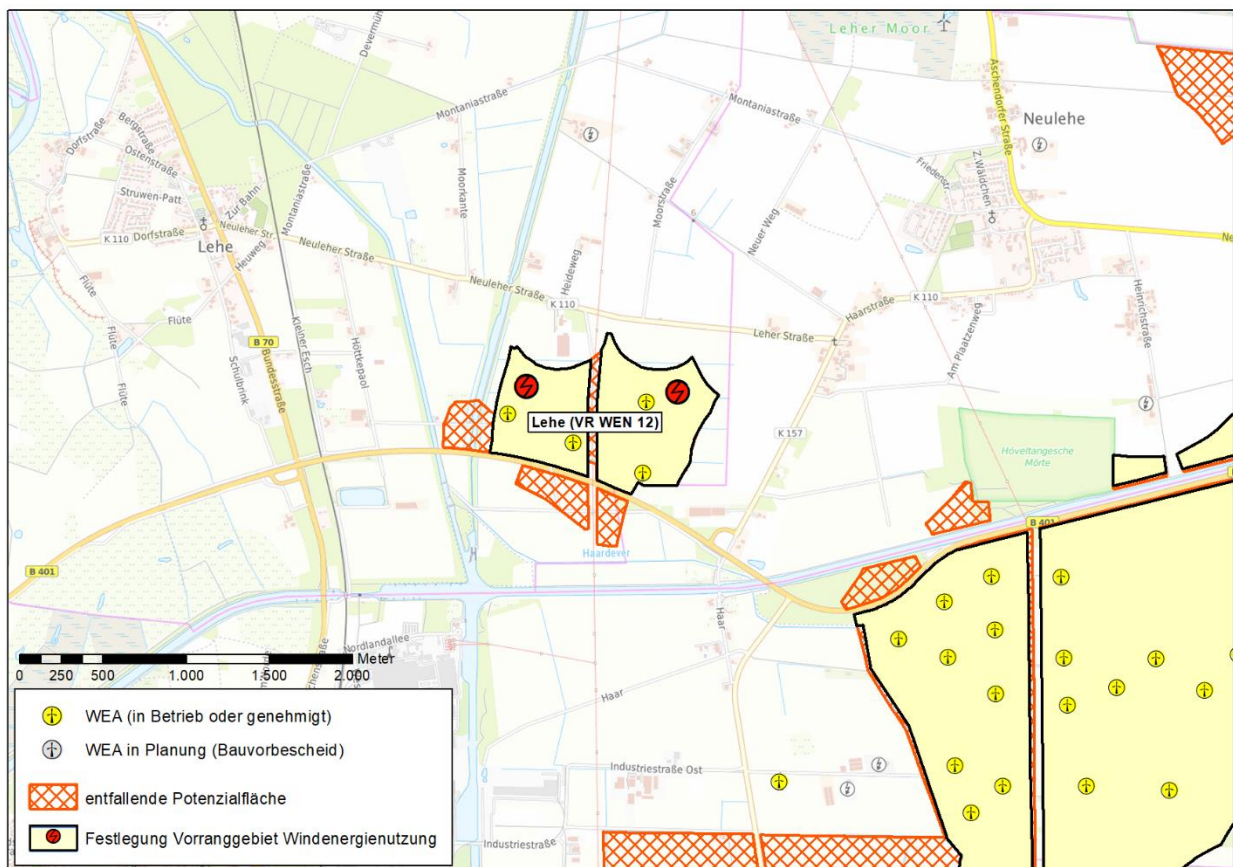 Leher Moor
Devermüh
Montaniastraße
Montaniastraße
Aschendorfer Straße
Neulehe
Dorfstraße
Bergstraße
Ostenstraße
Struwen-Patt
Zur Bahn
Montaniastraße
Moorkante
Moorstraße
Friedenstr.
Z.Wäldchen
6
Neuer Weg
K 110
Dorfstraße
Lehe
Neuleher Str.
Heuweg
Neuleher Straße
Heideweg
K 110
Leher Straße
Haarstraße
K 110
Am Plaatzenweg
Heinrichstraße
Flüte
Flüte
Flüte
B 70
Schulbrink
Bundesstraße
Kleiner Esch
Höttkepaol
Lehe (VR WEN 12)
K 157
Höveltangesche
Mörte
B 401
Haardever
B 401
Haar
Nordlandallee
Haar
Meter
0 250 500 1.000 1.500 2.000
WEA (in Betrieb oder genehmigt)
WEA in Planung (Bauvorbescheid)
entfallende Potenzialfläche
Festlegung Vorranggebiet Windenergienutzung
Industriestraße Ost
Industriestraße